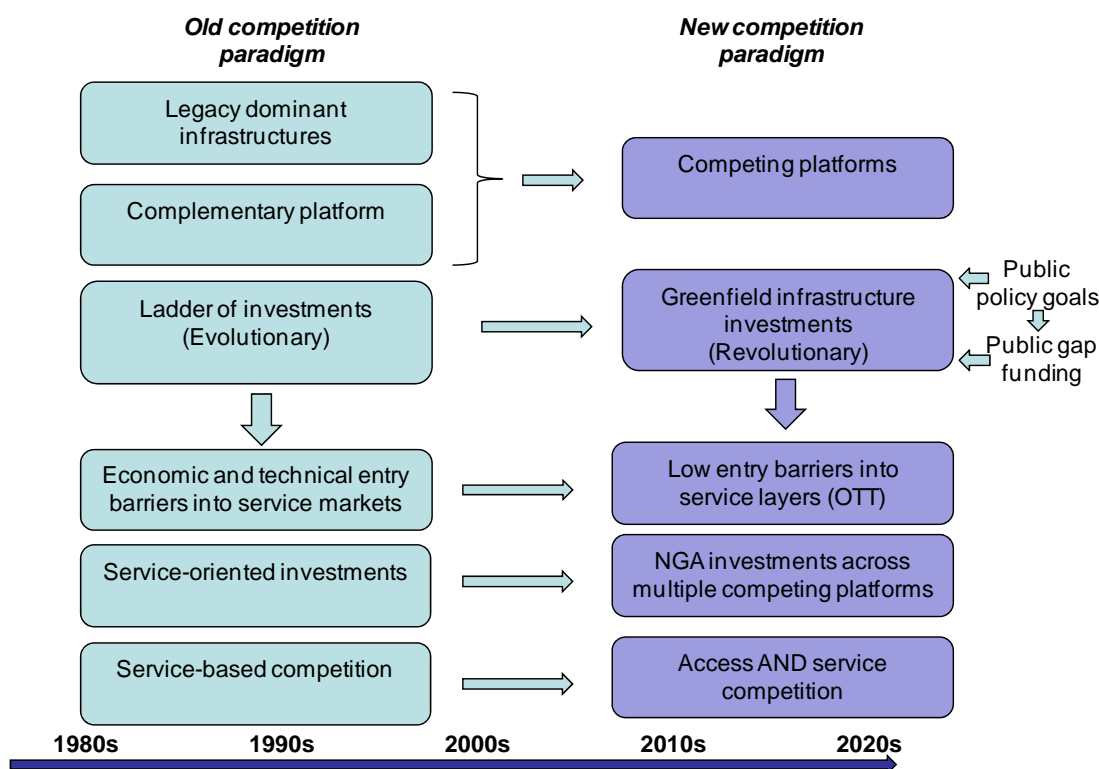 Old competition
paradigm
New competition
paradigm
Legacy dominant
infrastructures
Complementary platform
Competing platforms
Ladder of investments
(Evolutionary)
Greenfield infrastructure
investments
(Revolutionary)
Public
policy goals
Public gap
funding
Economic and technical entry
barriers into service markets
Low entry barriers into
service layers (OTT)
Service-oriented investments
NGA investments across
multiple competing platforms
Service-based competition
Access AND service
competition
1980s 1990s 2000s 2010s 2020s